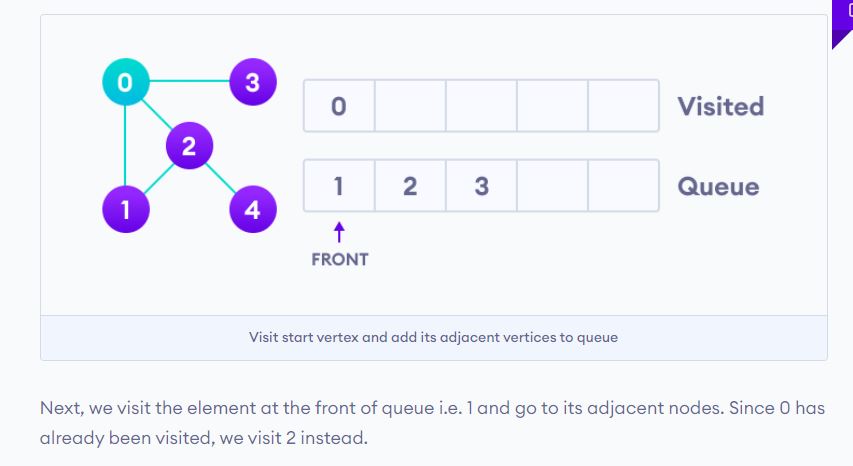 0 3
0 Visited
2
1 2 3 Queue
1 4
FRONT
Visit start vertex and add its adjacent vertices to queue
Next, we visit the element at the front of queue i.e. 1 and go to its adjacent nodes. Since 0 has
already been visited, we visit 2 instead.